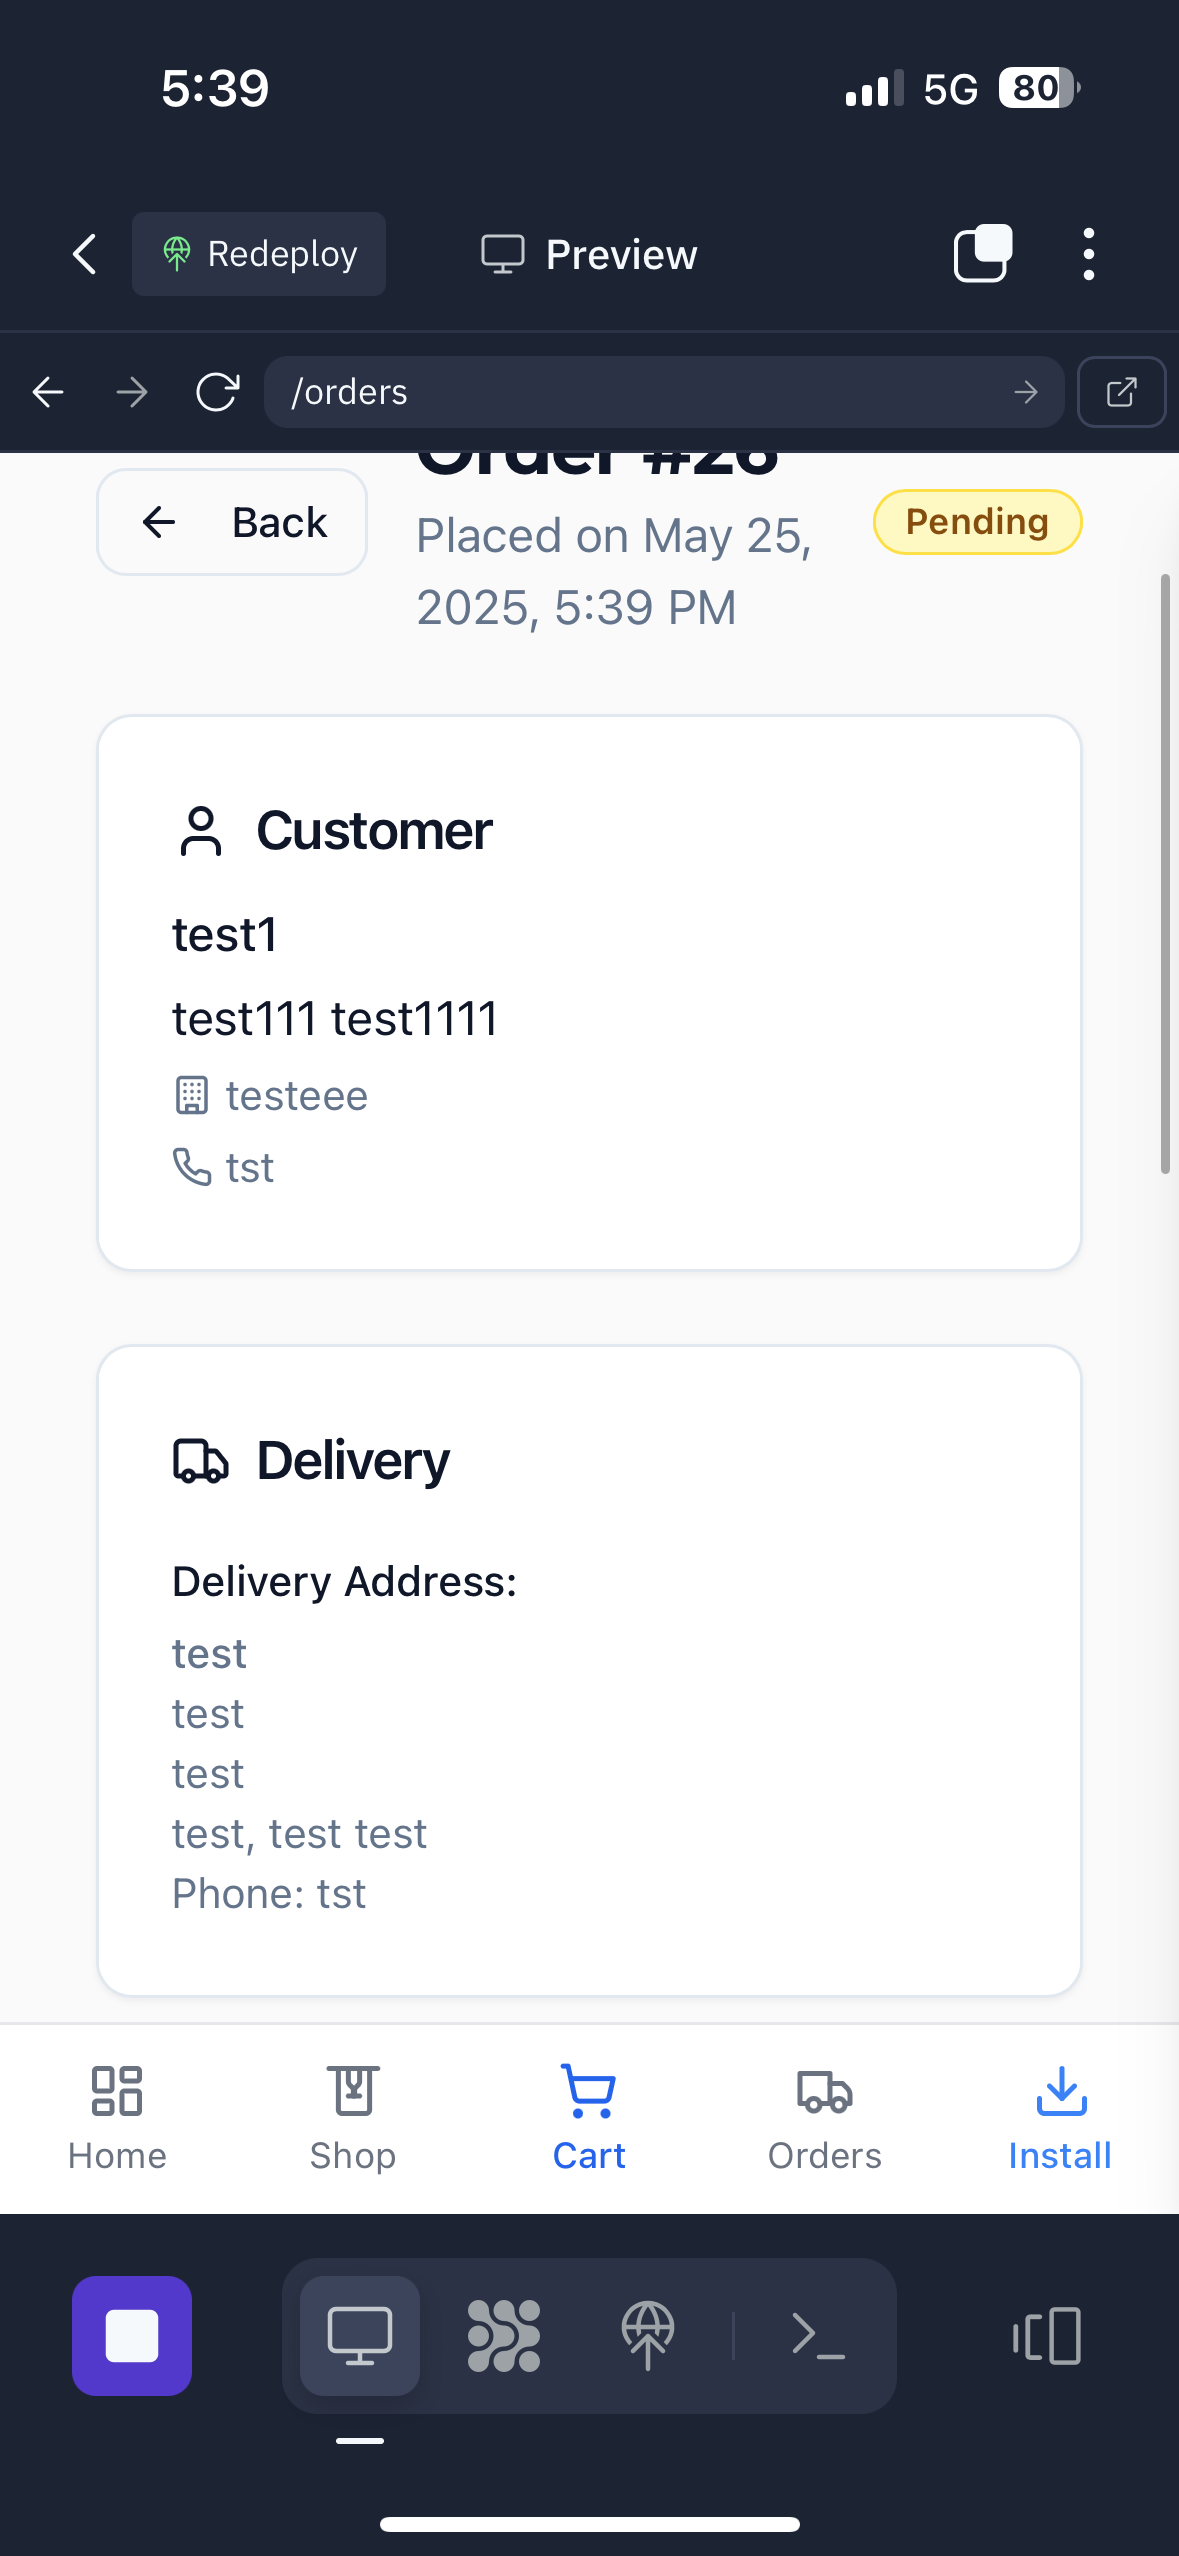 5:39
5G
80
Redeploy
Preview
/orders
Order #26
Back
Placed on May 25,
2025, 5:39 PM
Pending
Customer
test1
test111 test1111
testeee
tst
Delivery
Delivery Address:
test
test
test
test, test test
Phone: tst
Home
Shop
Cart
Orders
Install